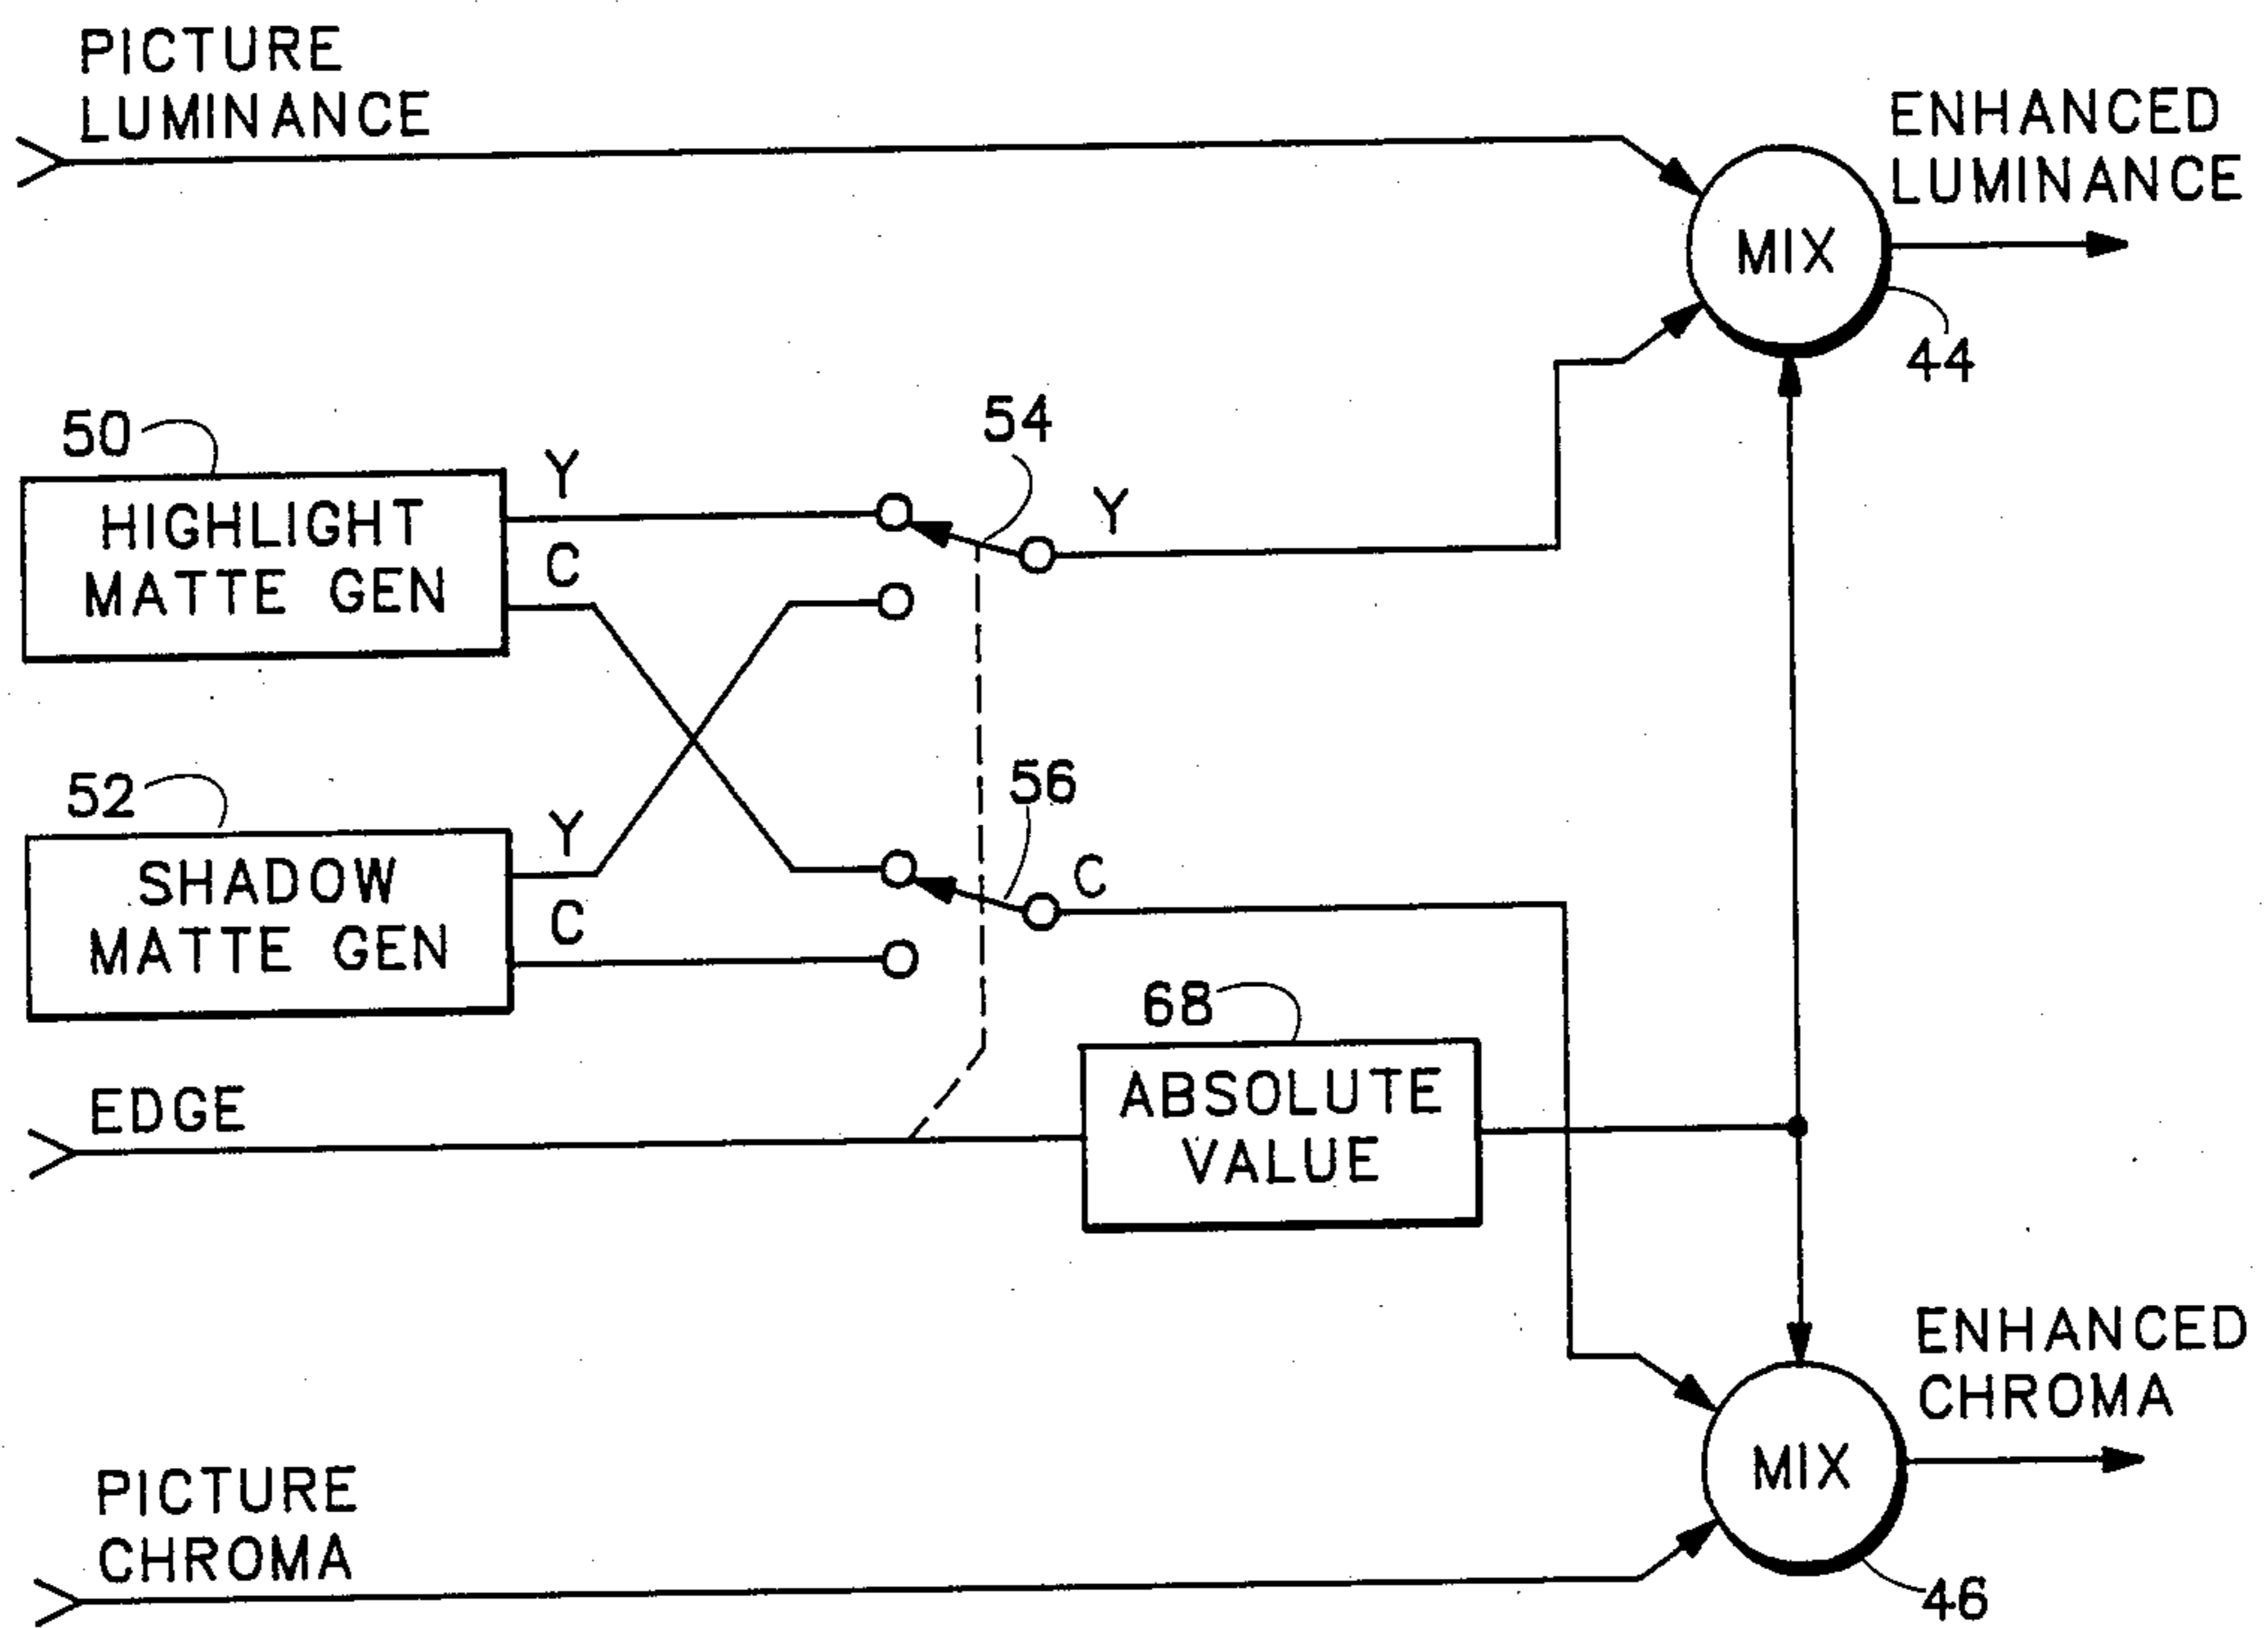 PICTURE
LUMINANCE
ENHANCED
LUMINANCE
MIX
44
50
HIGHLIGHT
MATTE GEN
Y
C
54
Y
52
SHADOW
MATTE GEN
Y
C
56
C
68
ABSOLUTE
VALUE
EDGE
ENHANCED
CHROMA
MIX
46
PICTURE
CHROMA